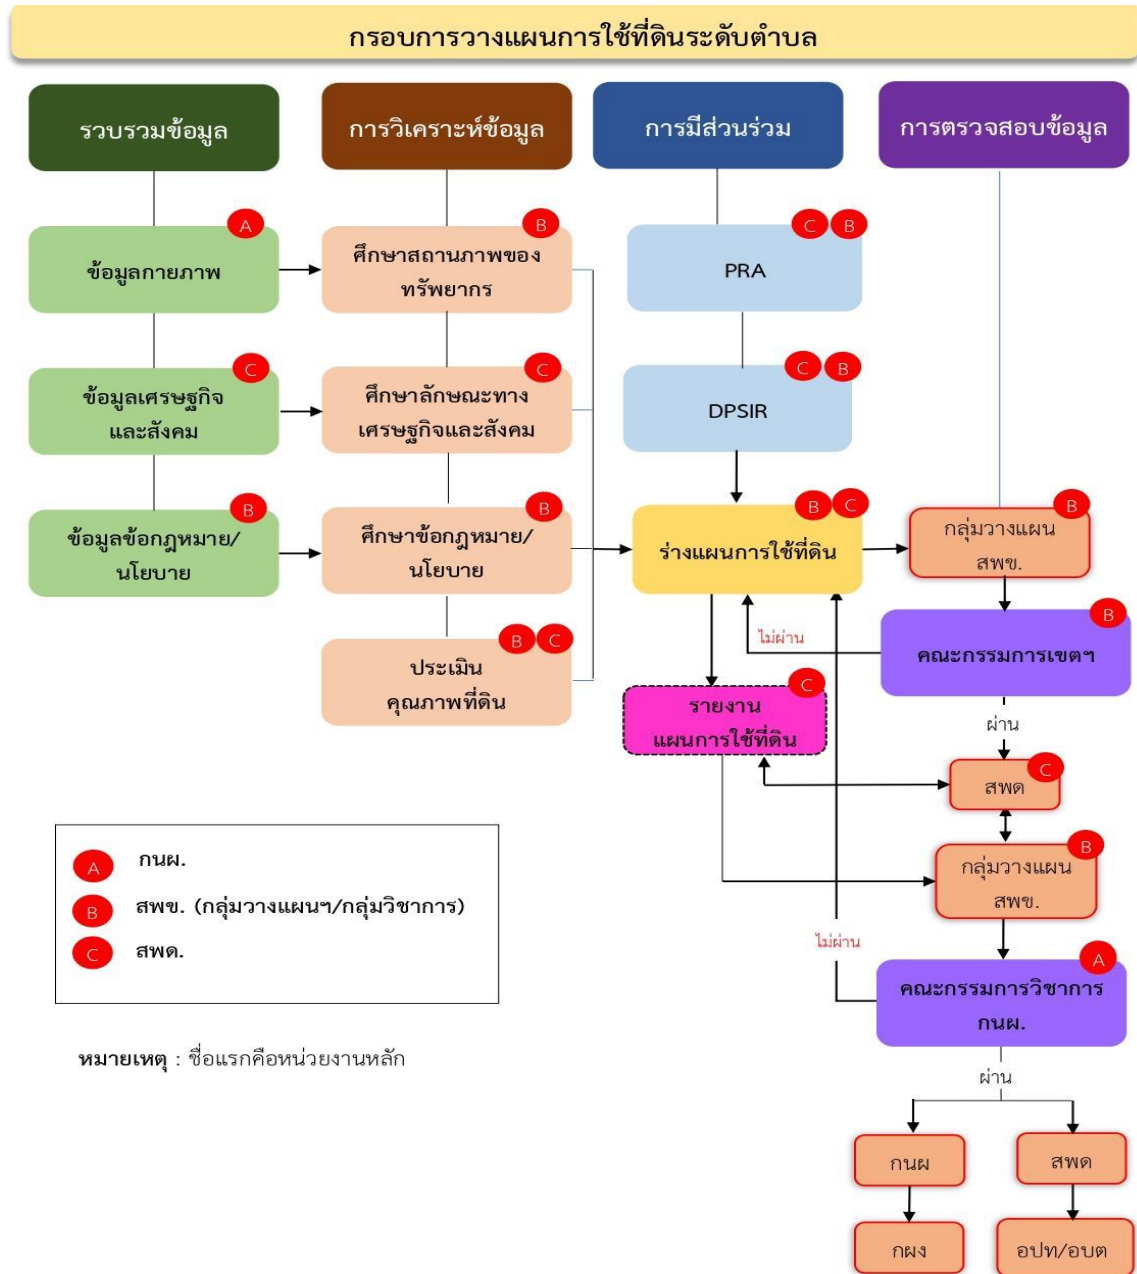 กรอบการวางแผนการใช้ที่ดินระดับตำบล
รวบรวมข้อมูล
การวิเคราะห์ข้อมูล
การมีส่วนร่วม
การตรวจสอบข้อมูล
A
ข้อมูลกายภาพ
B
ศึกษาสถานภาพของ
ทรัพยากร
C B
PRA
C
ข้อมูลเศรษฐกิจ
และสังคม
C
ศึกษาลักษณะทาง
เศรษฐกิจและสังคม
C B
DPSIR
B
ข้อมูลข้อกฎหมาย/
นโยบาย
B
ศึกษาข้อกฎหมาย/
นโยบาย
B C
ร่างแผนการใช้ที่ดิน
B
กลุ่มวางแผน
สพข.
B C
ประเมิน
คุณภาพที่ดิน
ไม่ผ่าน
B
คณะกรรมการเขตฯ
C
รายงาน
แผนการใช้ที่ดิน
ผ่าน
C
สพด
B
กลุ่มวางแผน
สพข.
A กนผ.
B สพข. (กลุ่มวางแผนฯ/กลุ่มวิชาการ)
C สพด.
ไม่ผ่าน
A
คณะกรรมการวิชาการ
กนผ.
หมายเหตุ : ชื่อแรกคือหน่วยงานหลัก
ผ่าน
กนผ
สพด
กผง
อปท/อบต